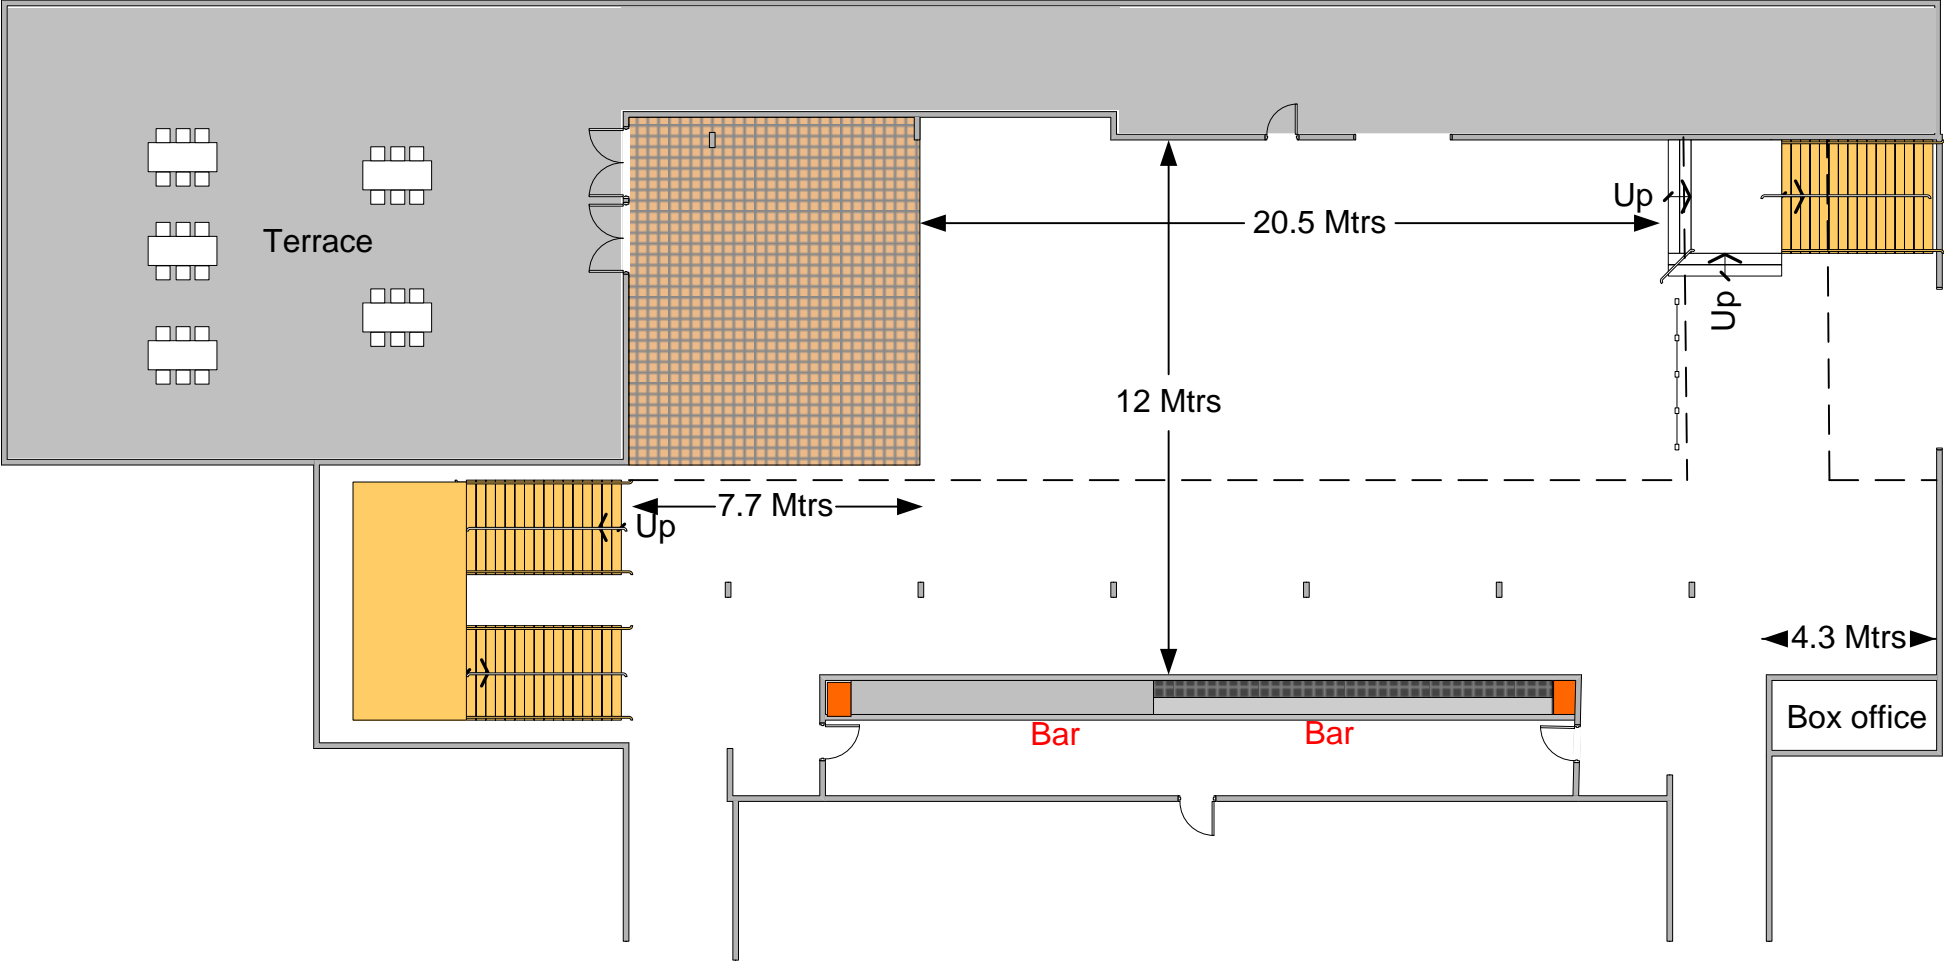 Up
20.5 Mtrs
Terrace
Up
12 Mtrs
7.7 Mtrs
Up
4.3 Mtrs
Box office
Bar
Bar